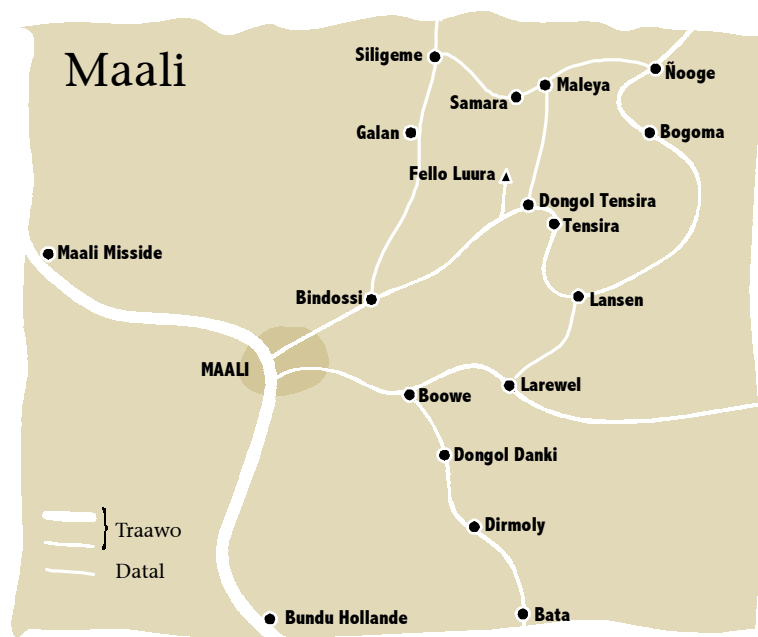 Maali
Siligeme
Ñooge
Maleya
Samara
Galan
Bogoma
Fello Luura
Dongol Tensira
Tensira
Maali Misside
Bindossi
Lansen
MAALI
Larewel
Boowe
Dongol Danki
Dirmoly
Traawo
Datal
Bundu Hollande
Bata